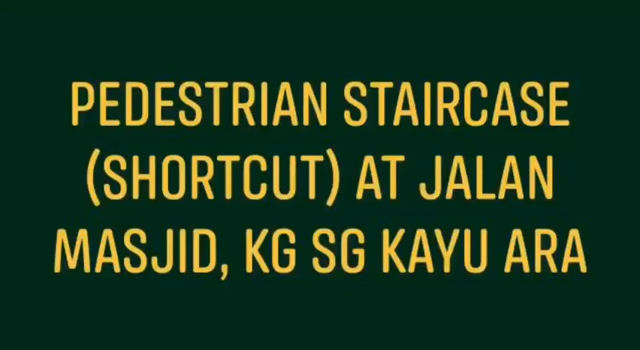 PEDESTRIAN STAIRCASE
(SHORTCUT) AT JALAN
MASJID, KG SG KAYU ARA